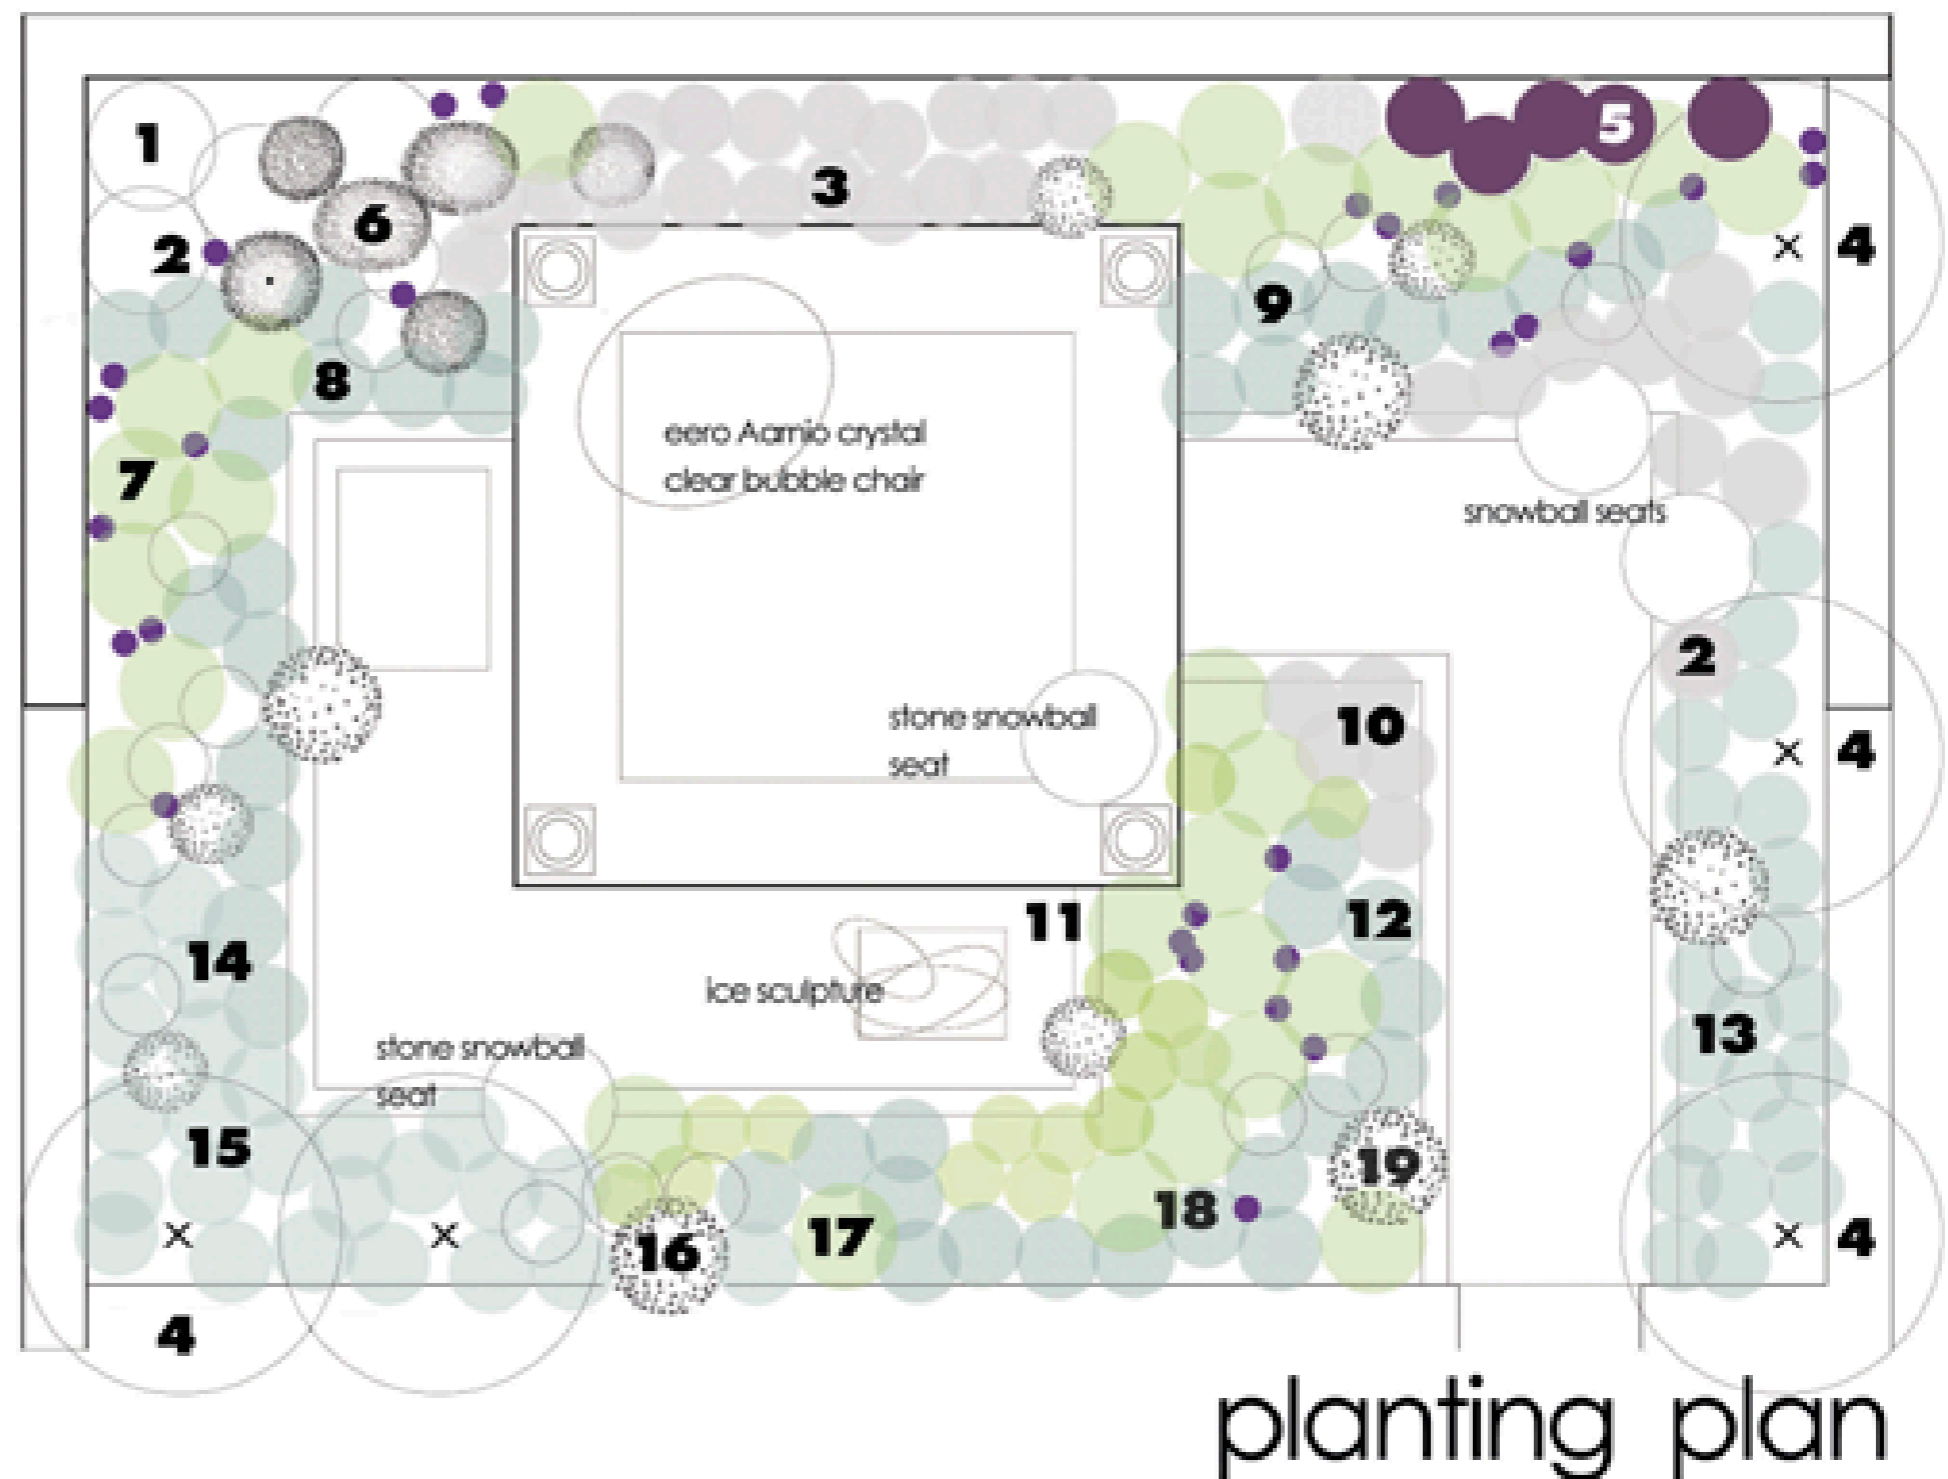 1
5
3
6
4
2
9
8
eero Aarnio crystal
7
clear bubble chair
snowball seats
2
stone snowball
10
4
seat
11
12
14
ice sculpture
13
stone snowball
seat
15
19
18
17
16
4
4
planting plan